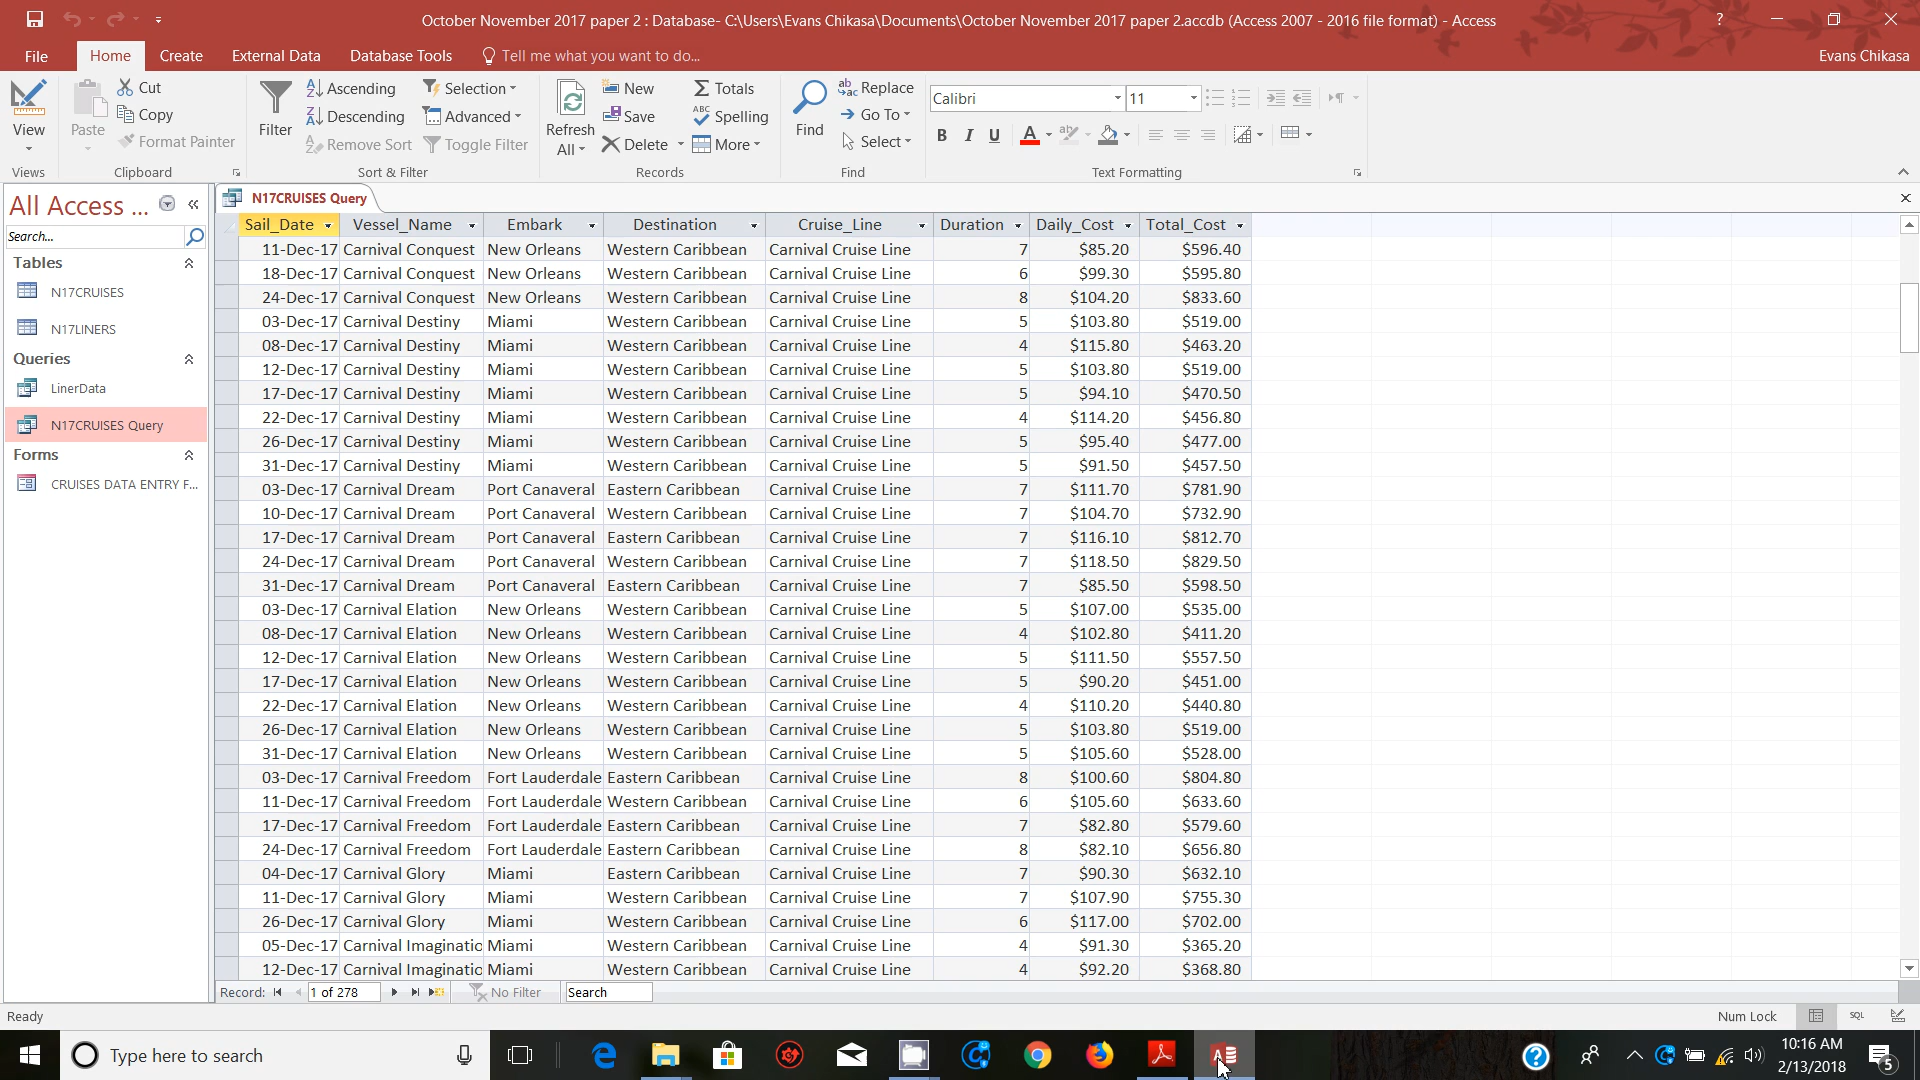 October November 2017 paper 2 : Database- C:\Users\Evans Chikasa\Documents\October November 2017 paper 2.accdb (Access 2007 - 2016 file format) - Access
?
File Home Create External Data Database Tools Tell me what you want to do... Evans Chikasa
View
Views
Paste
Cut
Copy
Format Painter
Clipboard
Filter
Ascending
Descending
Remove Sort
Selection
Advanced
Toggle Filter
Sort & Filter
Refresh
All
New
Save
Delete
Totals
Spelling
More
Records
Find
Replace
Go To
Select
Find
Calibri 11
B I U A
Text Formatting
All Access ...
Search...
Tables
N17CRUISES
N17LINERS
Queries
LinerData
N17CRUISES Query
Forms
CRUISES DATA ENTRY F...
N17CRUISES Query
Sail_Date Vessel_Name Embark Destination Cruise_Line Duration Daily_Cost Total_Cost
11-Dec-17 Carnival Conquest New Orleans Western Caribbean Carnival Cruise Line 7 $85.20 $596.40
18-Dec-17 Carnival Conquest New Orleans Western Caribbean Carnival Cruise Line 6 $99.30 $595.80
24-Dec-17 Carnival Conquest New Orleans Western Caribbean Carnival Cruise Line 8 $104.20 $833.60
03-Dec-17 Carnival Destiny Miami Western Caribbean Carnival Cruise Line 5 $103.80 $519.00
08-Dec-17 Carnival Destiny Miami Western Caribbean Carnival Cruise Line 4 $115.80 $463.20
12-Dec-17 Carnival Destiny Miami Western Caribbean Carnival Cruise Line 5 $103.80 $519.00
17-Dec-17 Carnival Destiny Miami Western Caribbean Carnival Cruise Line 5 $94.10 $470.50
22-Dec-17 Carnival Destiny Miami Western Caribbean Carnival Cruise Line 4 $114.20 $456.80
26-Dec-17 Carnival Destiny Miami Western Caribbean Carnival Cruise Line 5 $95.40 $477.00
31-Dec-17 Carnival Destiny Miami Western Caribbean Carnival Cruise Line 5 $91.50 $457.50
03-Dec-17 Carnival Dream Port Canaveral Eastern Caribbean Carnival Cruise Line 7 $111.70 $781.90
10-Dec-17 Carnival Dream Port Canaveral Western Caribbean Carnival Cruise Line 7 $104.70 $732.90
17-Dec-17 Carnival Dream Port Canaveral Eastern Caribbean Carnival Cruise Line 7 $116.10 $812.70
24-Dec-17 Carnival Dream Port Canaveral Western Caribbean Carnival Cruise Line 7 $118.50 $829.50
31-Dec-17 Carnival Dream Port Canaveral Eastern Caribbean Carnival Cruise Line 7 $85.50 $598.50
03-Dec-17 Carnival Elation New Orleans Western Caribbean Carnival Cruise Line 5 $107.00 $535.00
08-Dec-17 Carnival Elation New Orleans Western Caribbean Carnival Cruise Line 4 $102.80 $411.20
12-Dec-17 Carnival Elation New Orleans Western Caribbean Carnival Cruise Line 5 $111.50 $557.50
17-Dec-17 Carnival Elation New Orleans Western Caribbean Carnival Cruise Line 5 $90.20 $451.00
22-Dec-17 Carnival Elation New Orleans Western Caribbean Carnival Cruise Line 4 $110.20 $440.80
26-Dec-17 Carnival Elation New Orleans Western Caribbean Carnival Cruise Line 5 $103.80 $519.00
31-Dec-17 Carnival Elation New Orleans Western Caribbean Carnival Cruise Line 5 $105.60 $528.00
03-Dec-17 Carnival Freedom Fort Lauderdale Eastern Caribbean Carnival Cruise Line 8 $100.60 $804.80
11-Dec-17 Carnival Freedom Fort Lauderdale Western Caribbean Carnival Cruise Line 6 $105.60 $633.60
17-Dec-17 Carnival Freedom Fort Lauderdale Eastern Caribbean Carnival Cruise Line 7 $82.80 $579.60
24-Dec-17 Carnival Freedom Fort Lauderdale Eastern Caribbean Carnival Cruise Line 8 $82.10 $656.80
04-Dec-17 Carnival Glory Miami Eastern Caribbean Carnival Cruise Line 7 $90.30 $632.10
11-Dec-17 Carnival Glory Miami Western Caribbean Carnival Cruise Line 7 $107.90 $755.30
26-Dec-17 Carnival Glory Miami Western Caribbean Carnival Cruise Line 6 $117.00 $702.00
05-Dec-17 Carnival Imaginatio Miami Western Caribbean Carnival Cruise Line 4 $91.30 $365.20
12-Dec-17 Carnival Imaginatio Miami Western Caribbean Carnival Cruise Line 4 $92.20 $368.80
Record: 1 of 278 No Filter Search
Ready Num Lock SQL
Type here to search
10:16 AM
2/13/2018
5